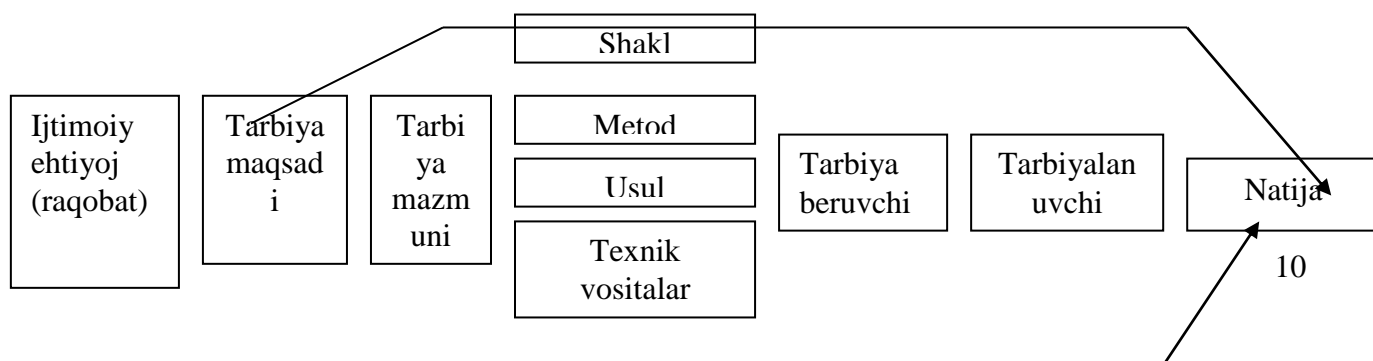 Shakl
Ijtimoiy
ehtiyoj
(raqobat)
Tarbiya
maqsad
i
Tarbi
ya
mazm
uni
Metod
Usul
Texnik
vositalar
Tarbiya
beruvchi
Tarbiyalan
uvchi
Natija
10